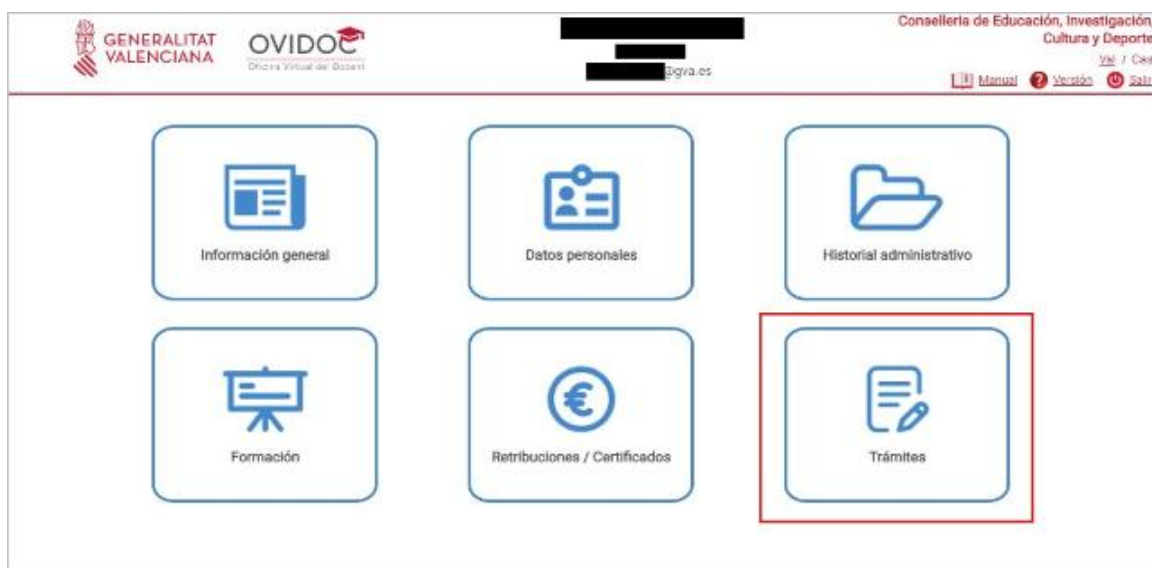 GENERALITAT
VALENCIANA
OVIDOC
Oficina Virtual del Docent
@gva.es
Conselleria de Educación, Investigación,
Cultura y Deporte
Val / Cas
Manual Versión Salir
Información general
Datos personales
Historial administrativo
Formación
Retribuciones / Certificados
Trámites